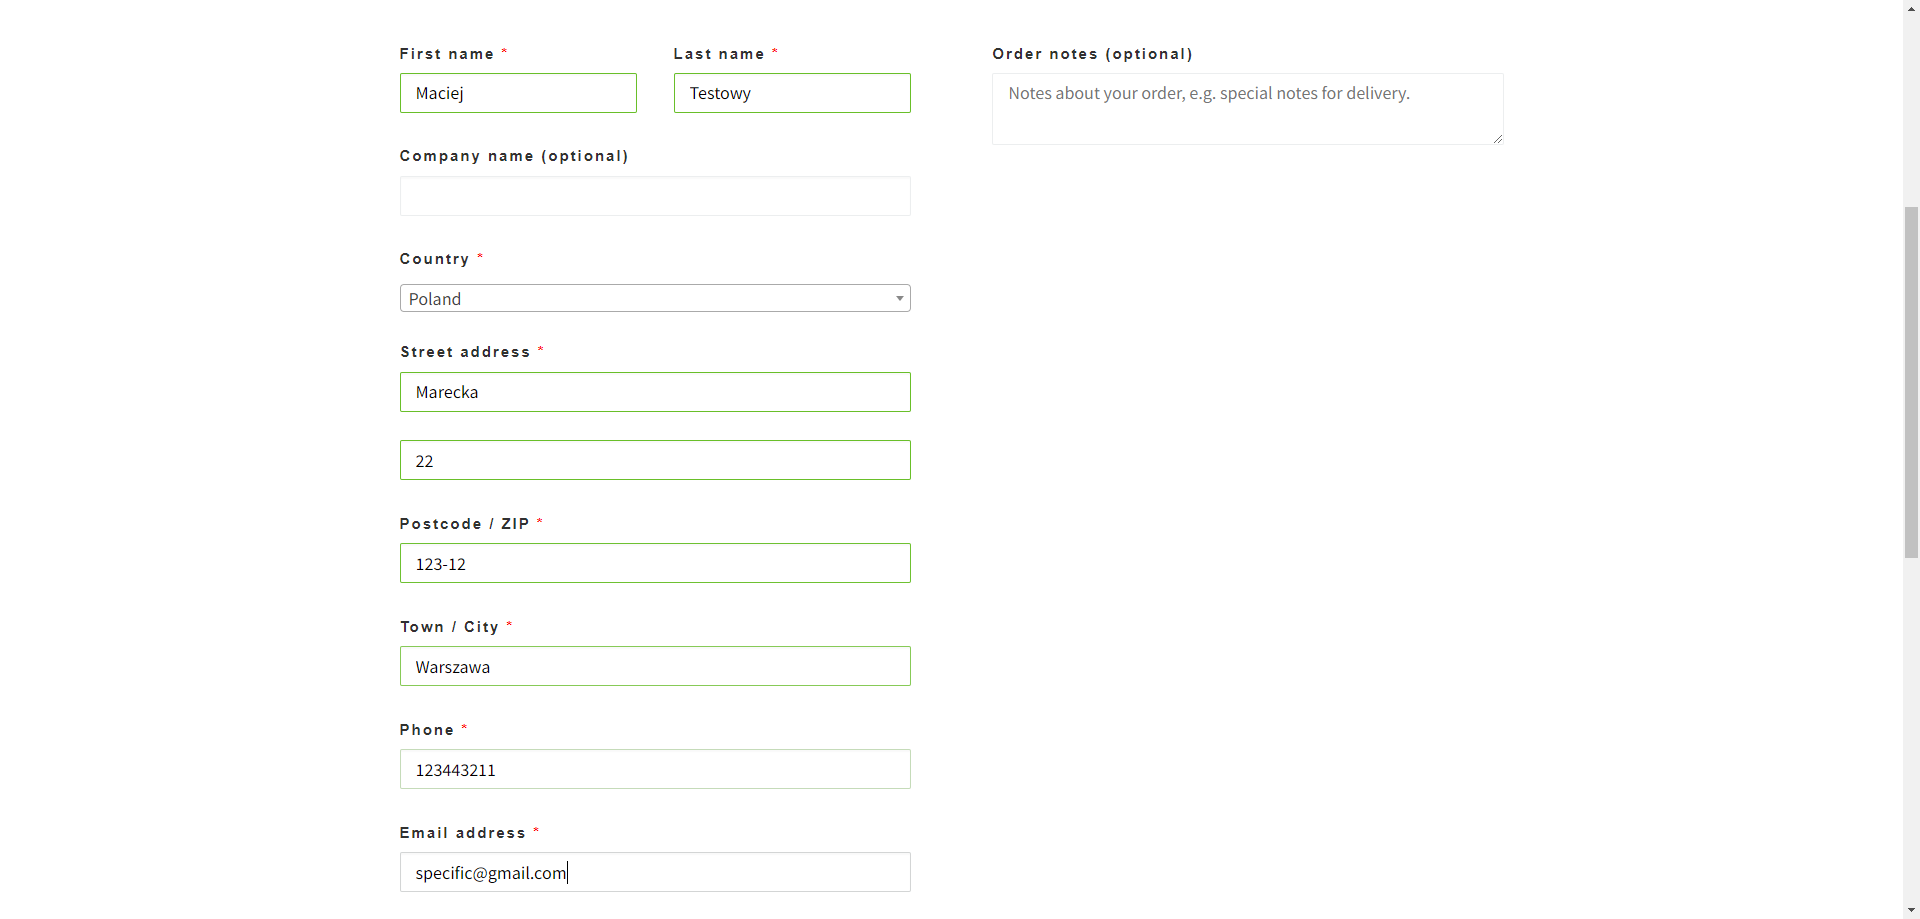 First name *
Maciej
Last name *
Testowy
Company name (optional)
Country *
Poland
Street address *
Marecka
22
Postcode / ZIP *
123-12
Town / City *
Warszawa
Phone *
123443211
Email address *
specific@gmail.com
Order notes (optional)
Notes about your order, e.g. special notes for delivery.